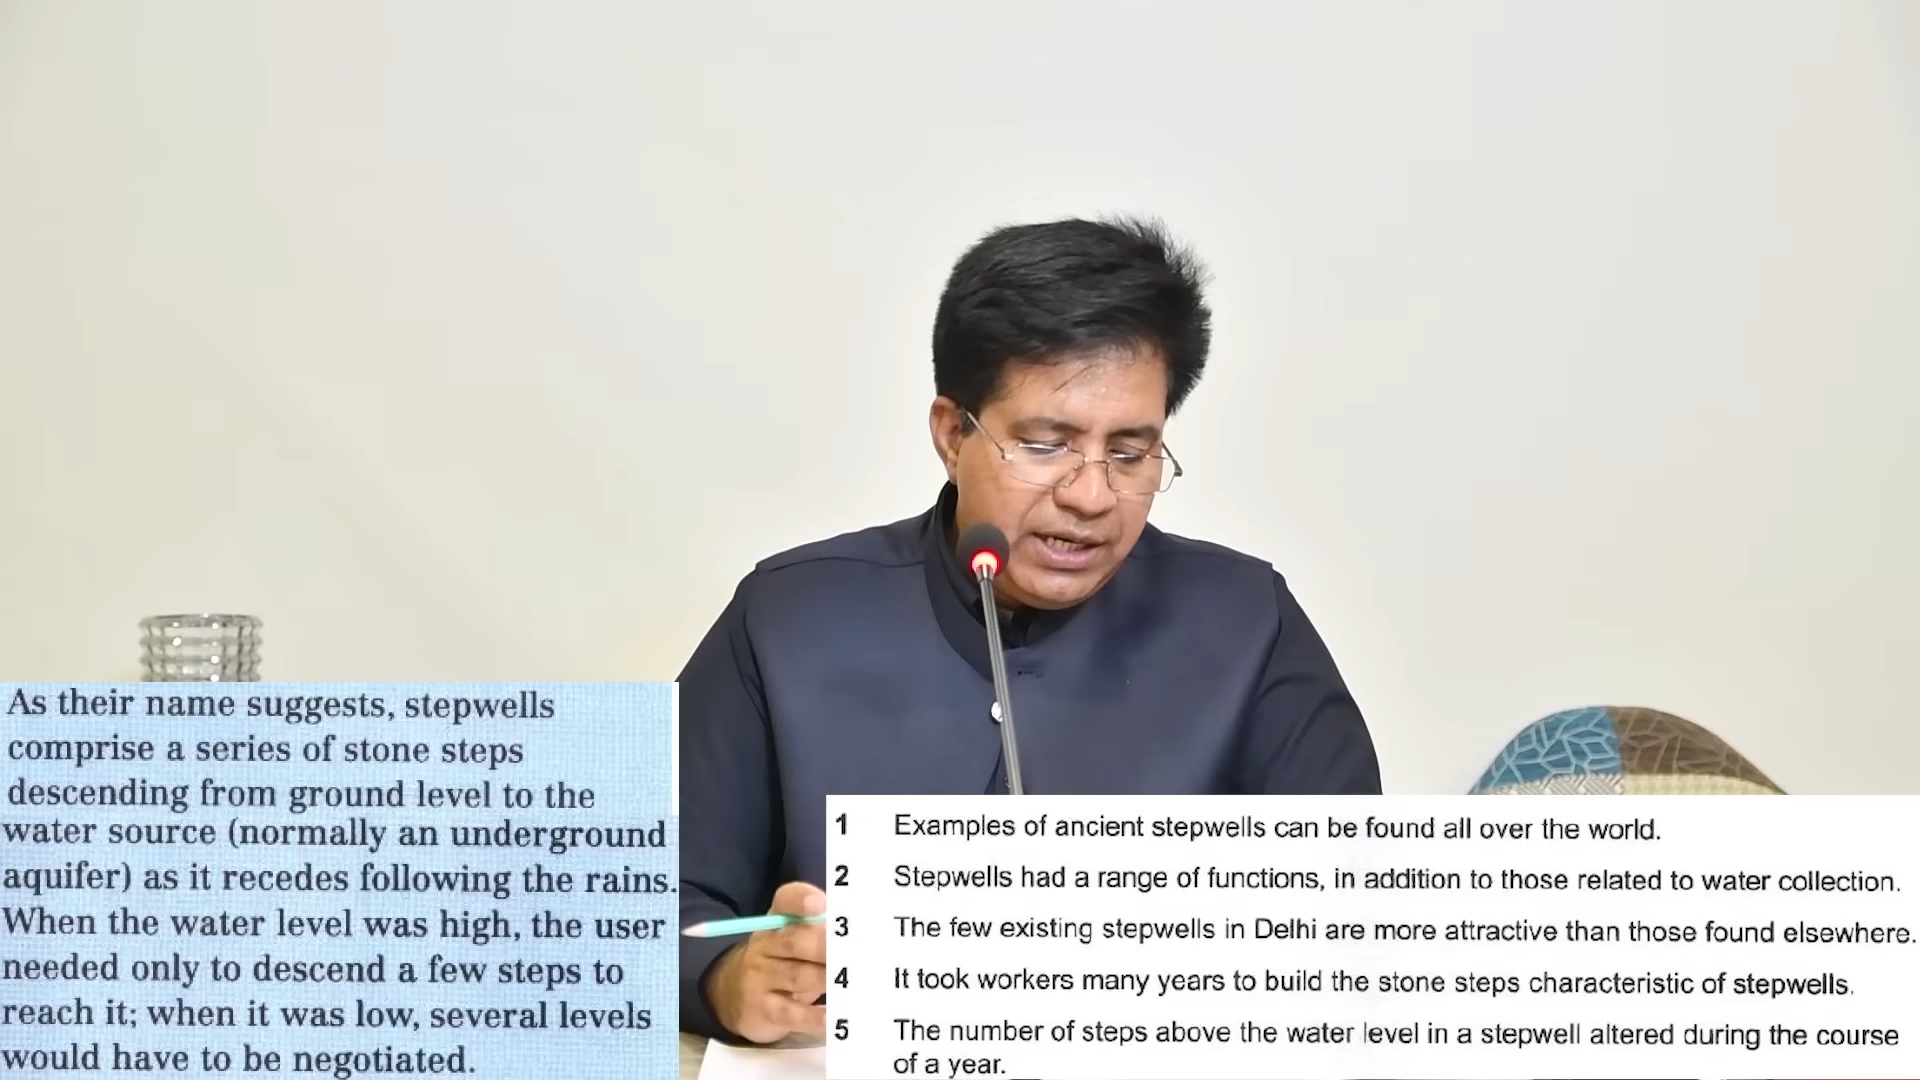 As their name suggests, stepwells
comprise a series of stone steps
descending from ground level to the
water source (normally an underground
aquifer) as it recedes following the rains.
When the water level was high, the user
needed only to descend a few steps to
reach it; when it was low, several levels
would have to be negotiated.
1 Examples of ancient stepwells can be found all over the world.
2 Stepwells had a range of functions, in addition to those related to water collection.
3 The few existing stepwells in Delhi are more attractive than those found elsewhere.
4 It took workers many years to build the stone steps characteristic of stepwells.
5 The number of steps above the water level in a stepwell altered during the course
of a year.